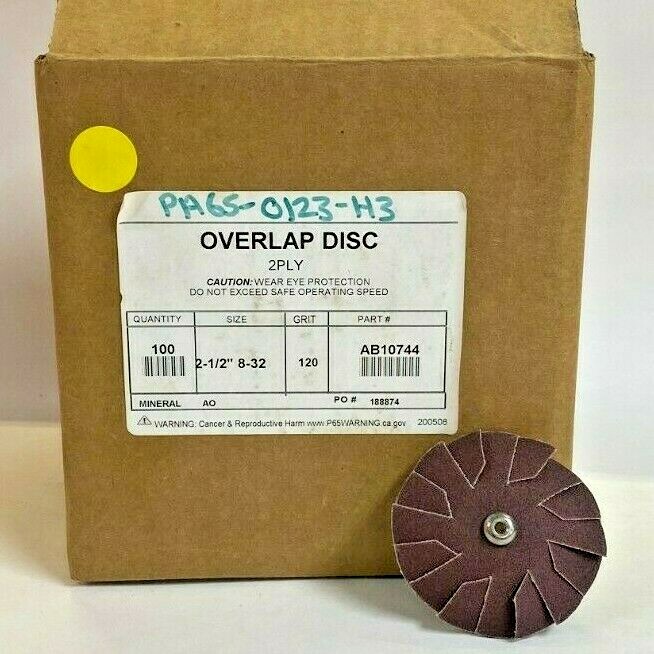 PA65-0123-H3
OVERLAP DISC
2PLY
CAUTION: WEAR EYE PROTECTION
DO NOT EXCEED SAFE OPERATING SPEED
QUANTITY SIZE GRIT PART #
100 2-1/2" 8-32 120 AB10744
MINERAL AO PO # 188874
WARNING: Cancer & Reproductive Harm www.P65WARNING.ca.gov 200508